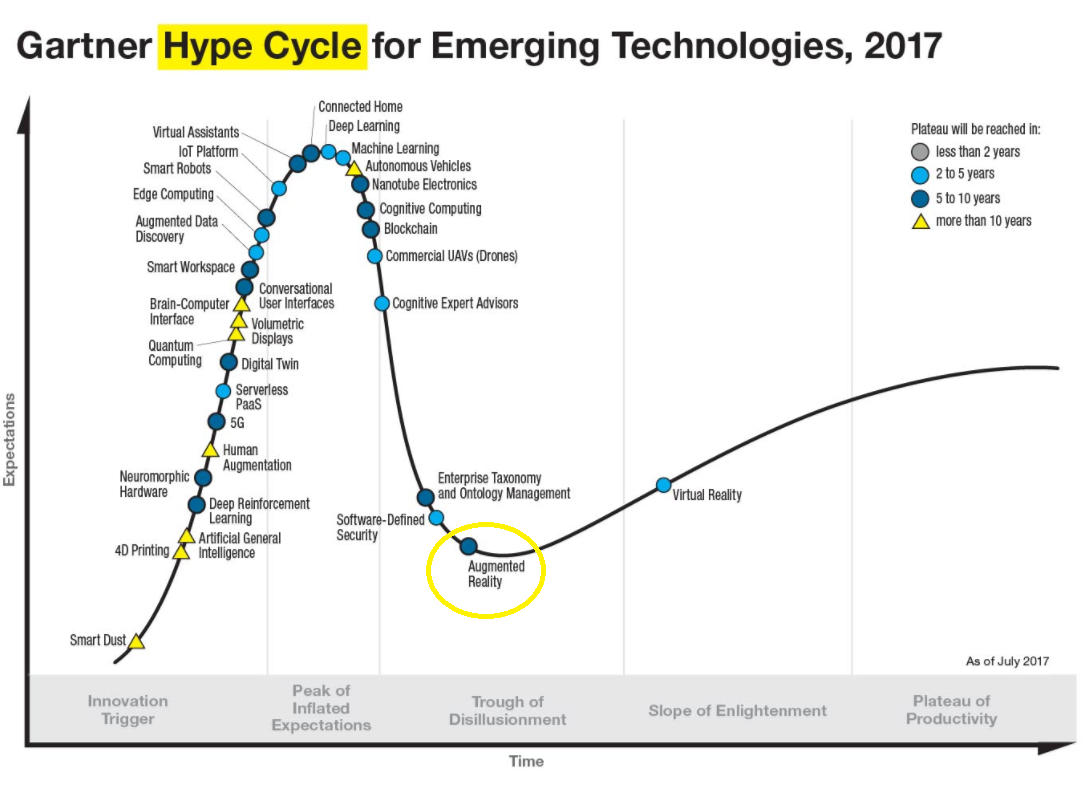 Gartner Hype Cycle for Emerging Technologies, 2017
Expectations
Connected Home
Deep Learning
Virtual Assistants
Machine Learning
IoT Platform
Autonomous Vehicles
Smart Robots
Nanotube Electronics
Edge Computing
Cognitive Computing
Augmented Data
Discovery
Blockchain
Commercial UAVs (Drones)
Smart Workspace
Conversational
User Interfaces
Brain-Computer
Interface
Cognitive Expert Advisors
Volumetric
Displays
Quantum
Computing
Digital Twin
Serverless
PaaS
5G
Human
Augmentation
Neuromorphic
Hardware
Deep Reinforcement
Learning
Artificial General
Intelligence
4D Printing
Smart Dust
Enterprise Taxonomy
and Ontology Management
Software-Defined
Security
Augmented
Reality
Virtual Reality
Plateau will be reached in:
less than 2 years
2 to 5 years
5 to 10 years
more than 10 years
As of July 2017
Innovation
Trigger
Peak of
Inflated
Expectations
Trough of
Disillusionment
Slope of Enlightenment
Plateau of
Productivity
Time